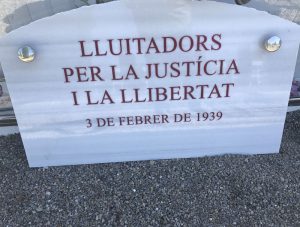 LLUITADORS
PER LA JUSTÍCIA
I LA LLIBERTAT
3 DE FEBRER DE 1939